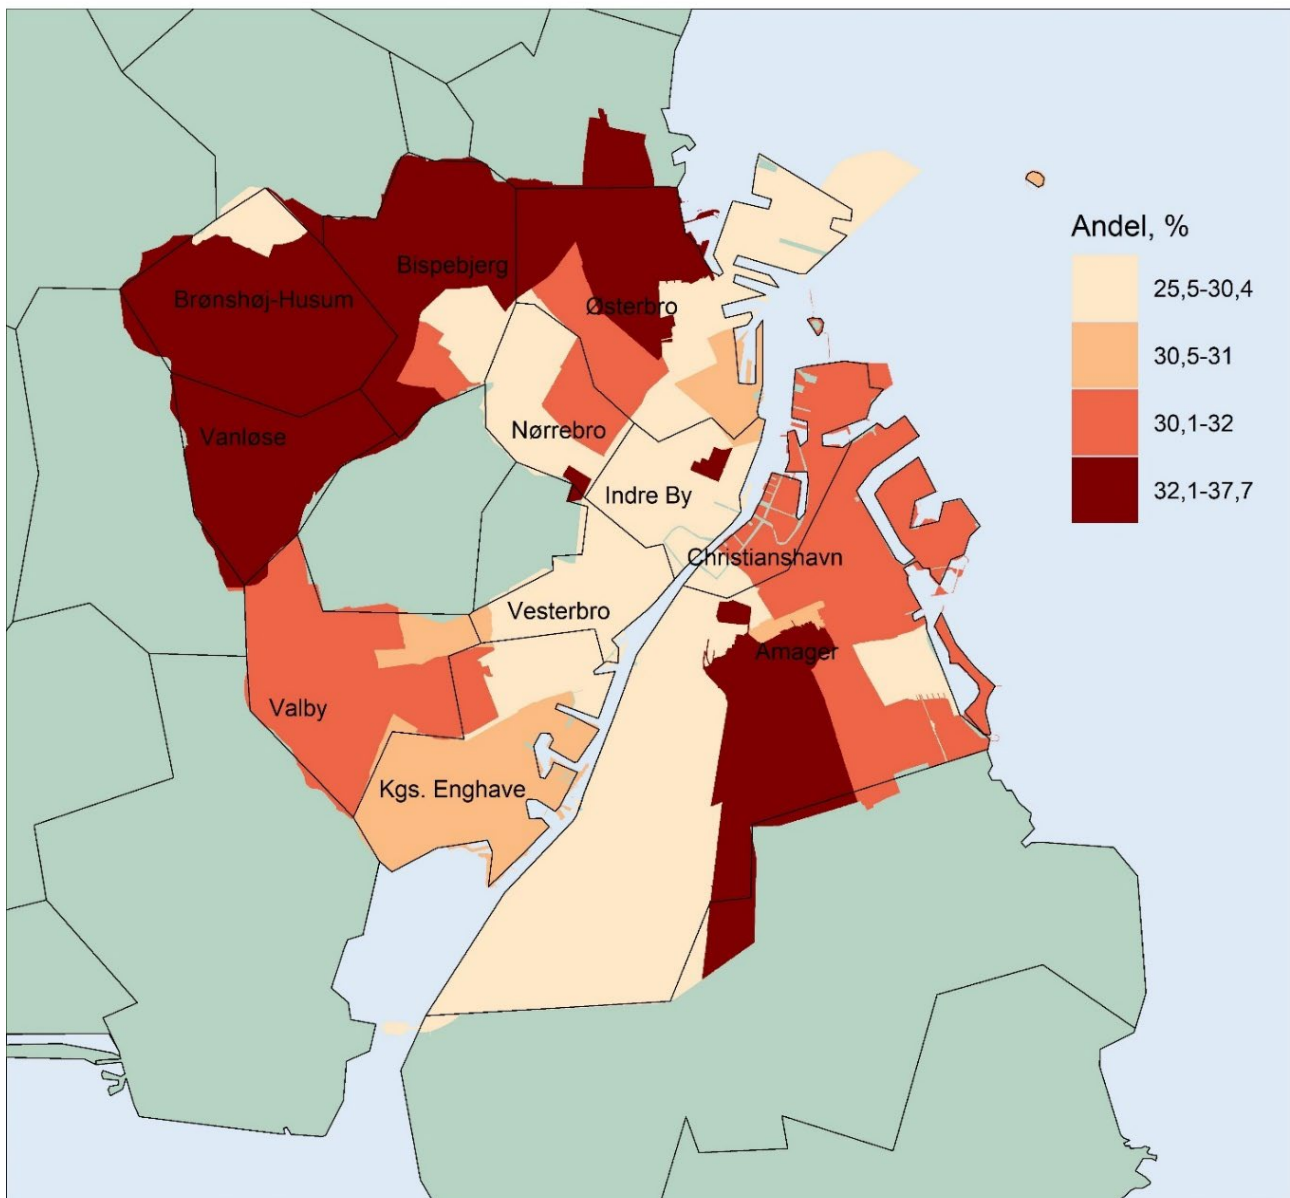 Andel, %
25,5-30,4
30,5-31
30,1-32
32,1-37,7
Bispebjerg
Brønshøj-Husum
Østerbro
Vanløse
Nørrebro
Indre By
Christianshavn
Vesterbro
Amager
Valby
Kgs. Enghave